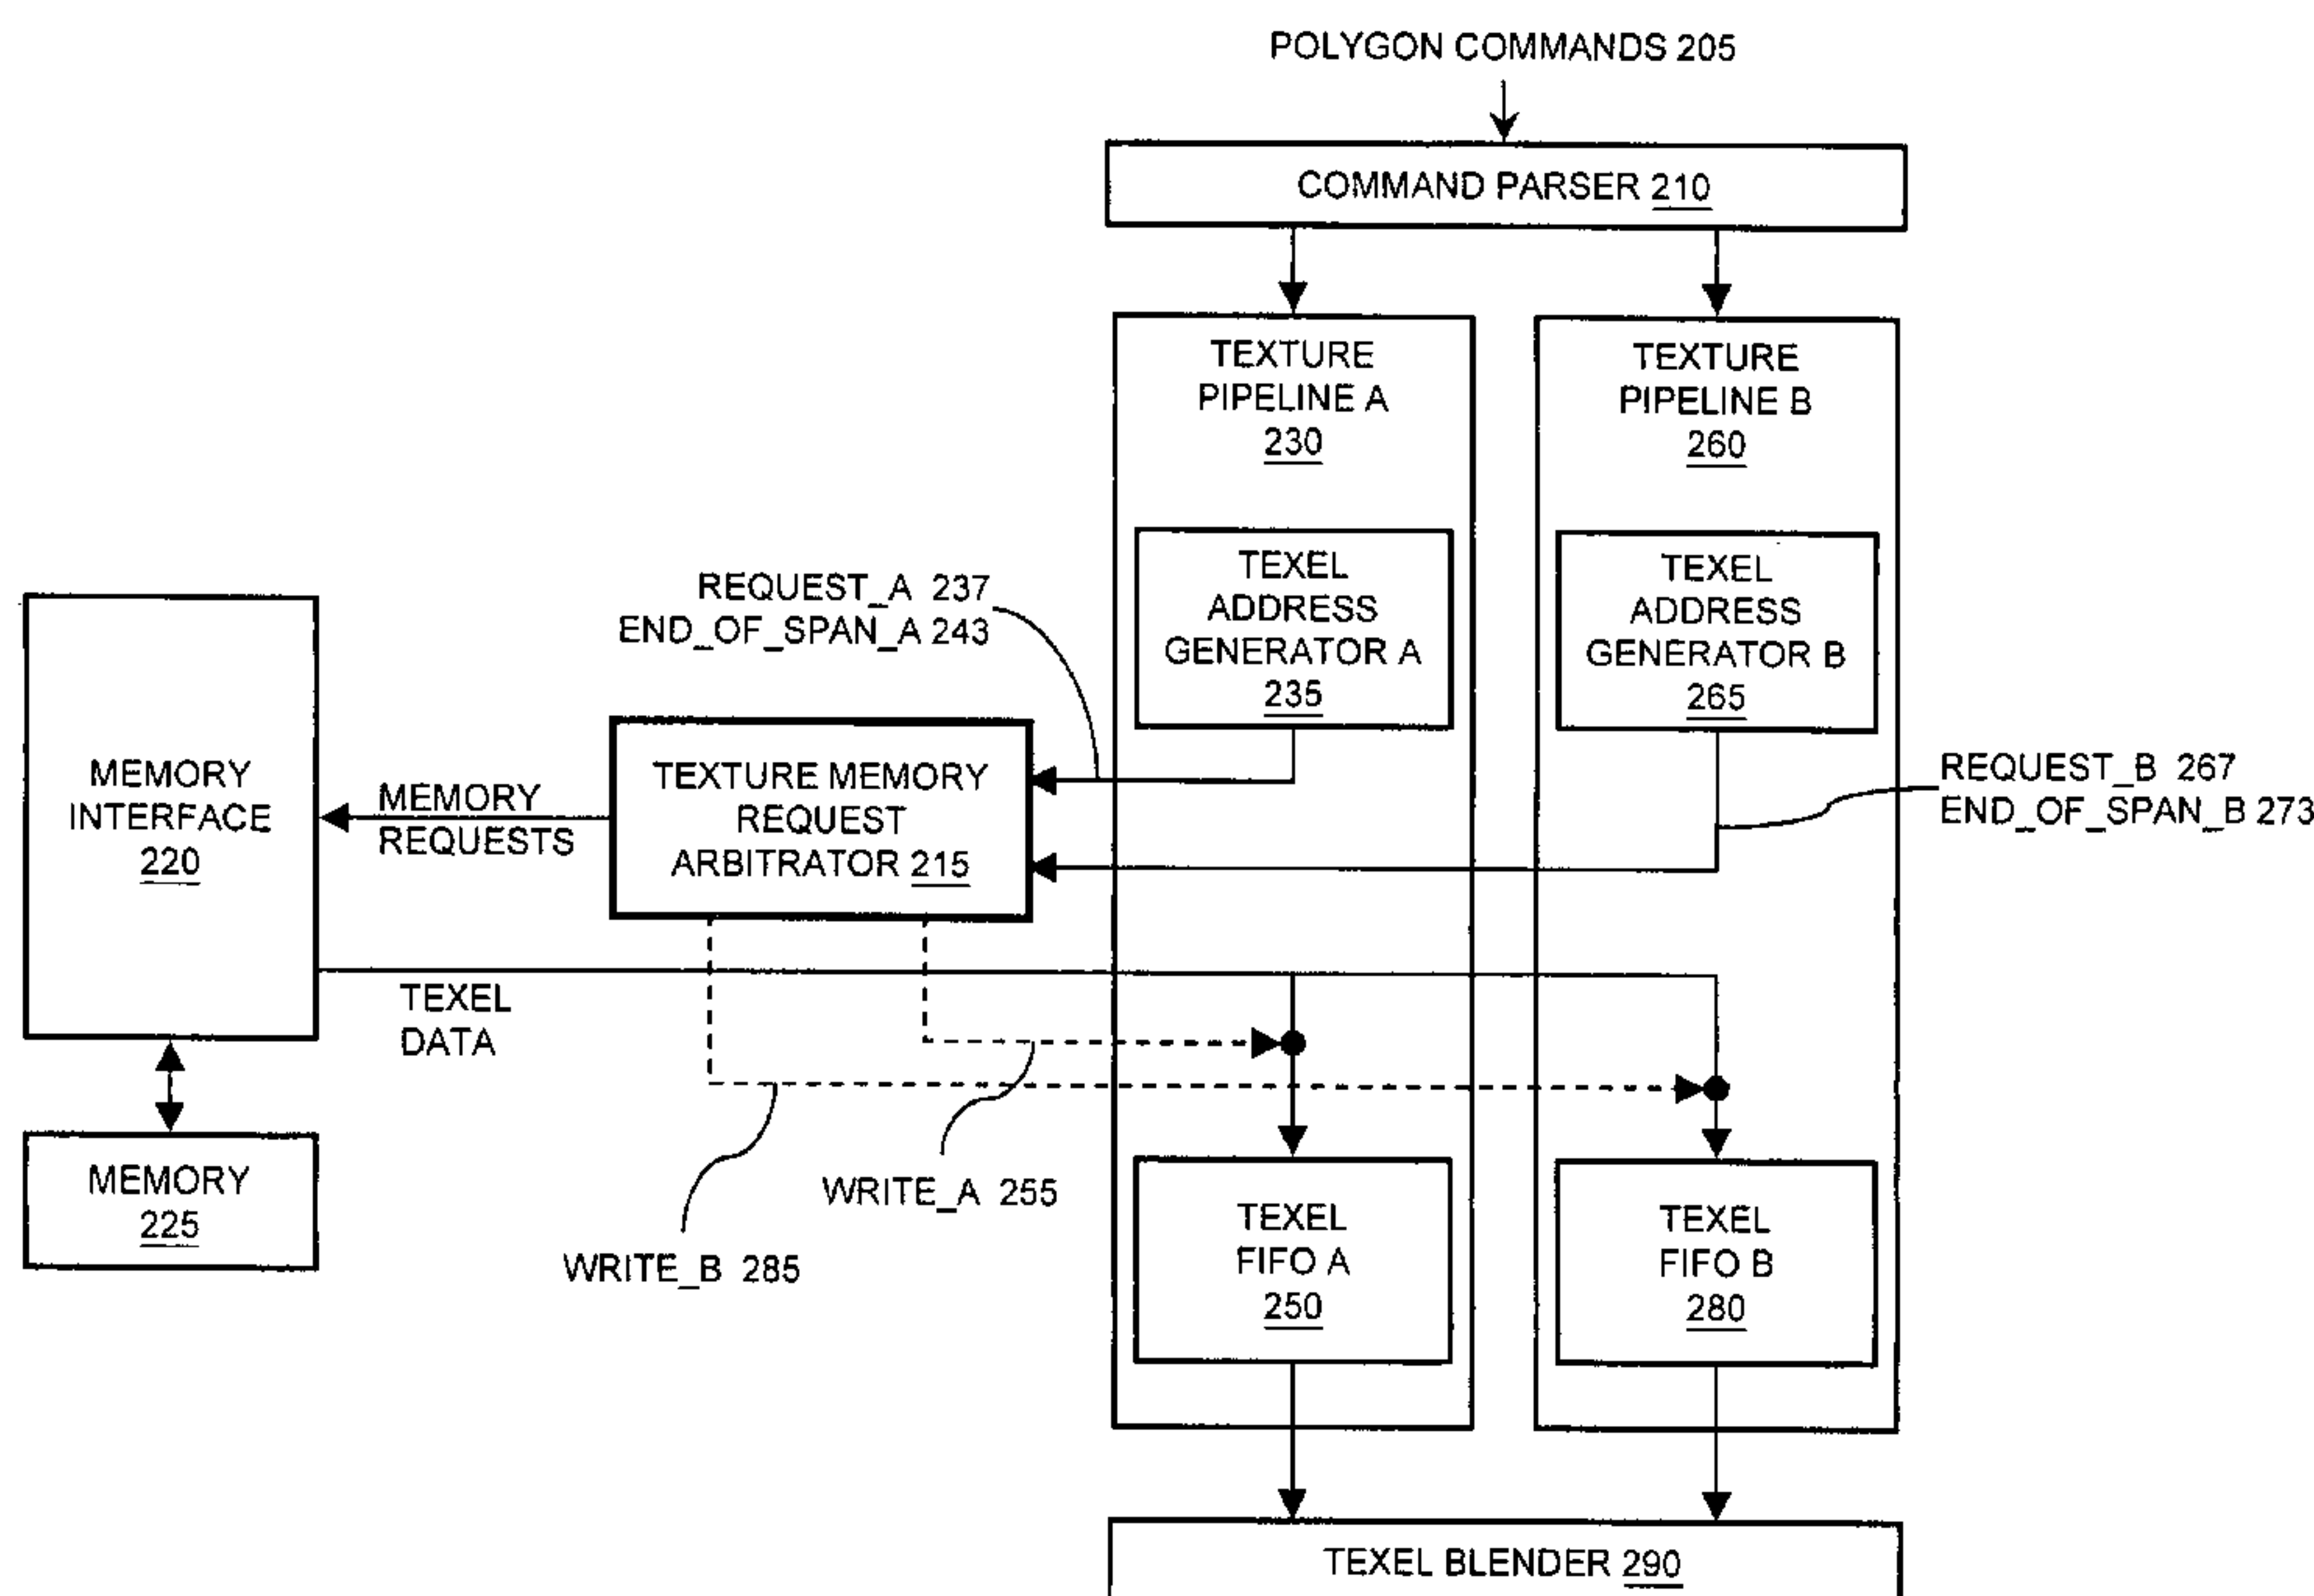 POLYGON COMMANDS 205
COMMAND PARSER 210
TEXTURE
PIPELINE A
230
TEXTURE
PIPELINE B
260
TEXEL
ADDRESS
GENERATOR A
235
TEXEL
ADDRESS
GENERATOR B
265
REQUEST_A 237
END_OF_SPAN_A 243
REQUEST_B 267
END_OF_SPAN_B 273
MEMORY
INTERFACE
220
MEMORY
REQUESTS
TEXTURE MEMORY
REQUEST
ARBITRATOR 215
TEXEL
DATA
MEMORY
225
WRITE_A 255
WRITE_B 285
TEXEL
FIFO A
250
TEXEL
FIFO B
280
TEXEL BLENDER 290